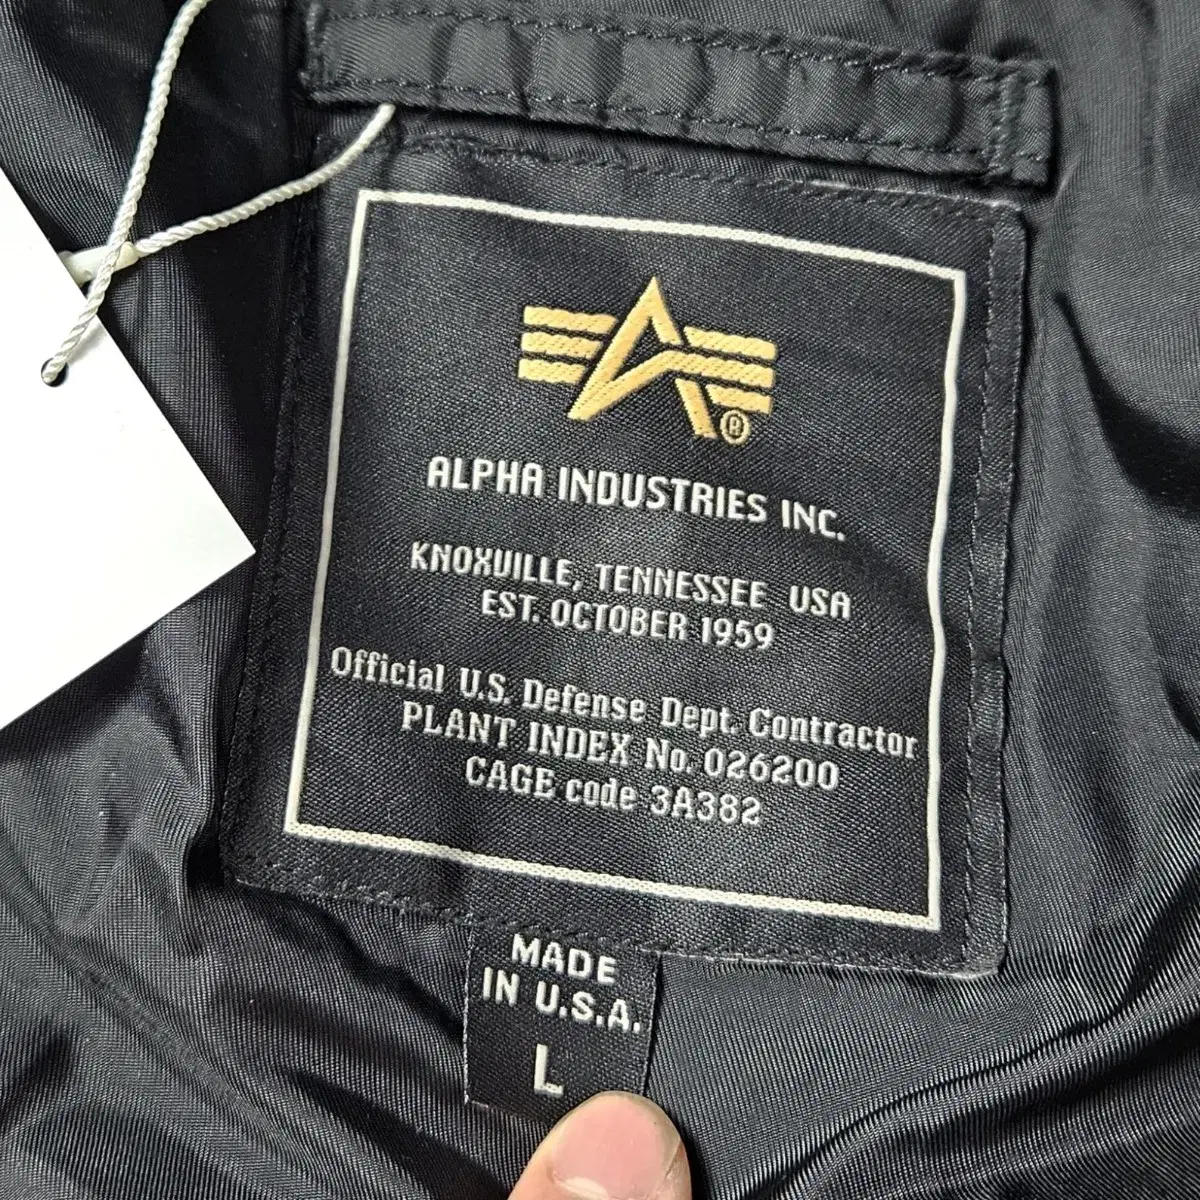 ®
ALPHA INDUSTRIES INC.
KNOXVILLE, TENNESSEE USA
EST. OCTOBER 1959
Official U.S. Defense Dept. Contractor
PLANT INDEX No. 026200
CAGE code 3A382
MADE
IN U.S.A.
L